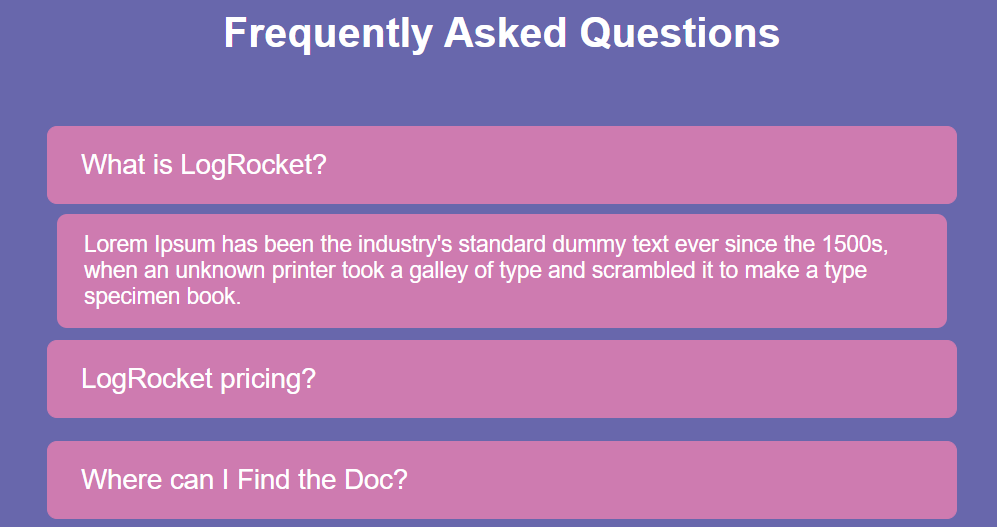 Frequently Asked Questions
What is LogRocket?
Lorem Ipsum has been the industry's standard dummy text ever since the 1500s,
when an unknown printer took a galley of type and scrambled it to make a type
specimen book.
LogRocket pricing?
Where can I Find the Doc?